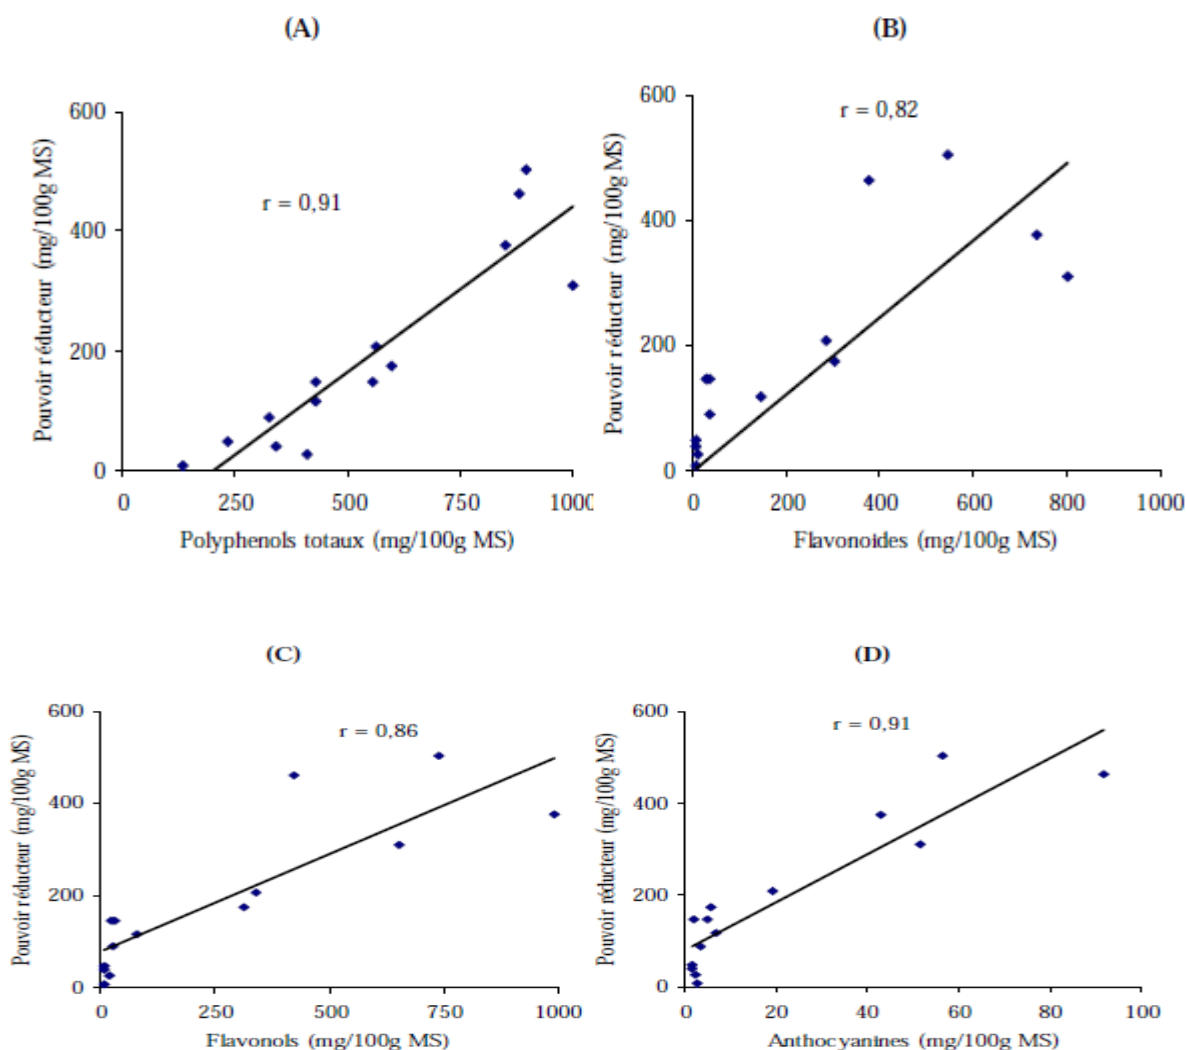 (A)
r = 0,91
Pouvoir réducteur (mg/100g MS)
600
400
200
0
0 250 500 750 1000
Polyphenols totaux (mg/100g MS)
(B)
r = 0,82
Pouvoir réducteur (mg/100g MS)
600
400
200
0
0 200 400 600 800 1000
Flavonoides (mg/100g MS)
(C)
r = 0,86
Pouvoir réducteur (mg/100g MS)
600
400
200
0
0 250 500 750 1000
Flavonols (mg/100g MS)
(D)
r = 0,91
Pouvoir réducteur (mg/100g MS)
600
400
200
0
0 20 40 60 80 100
Anthocyanines (mg/100g MS)